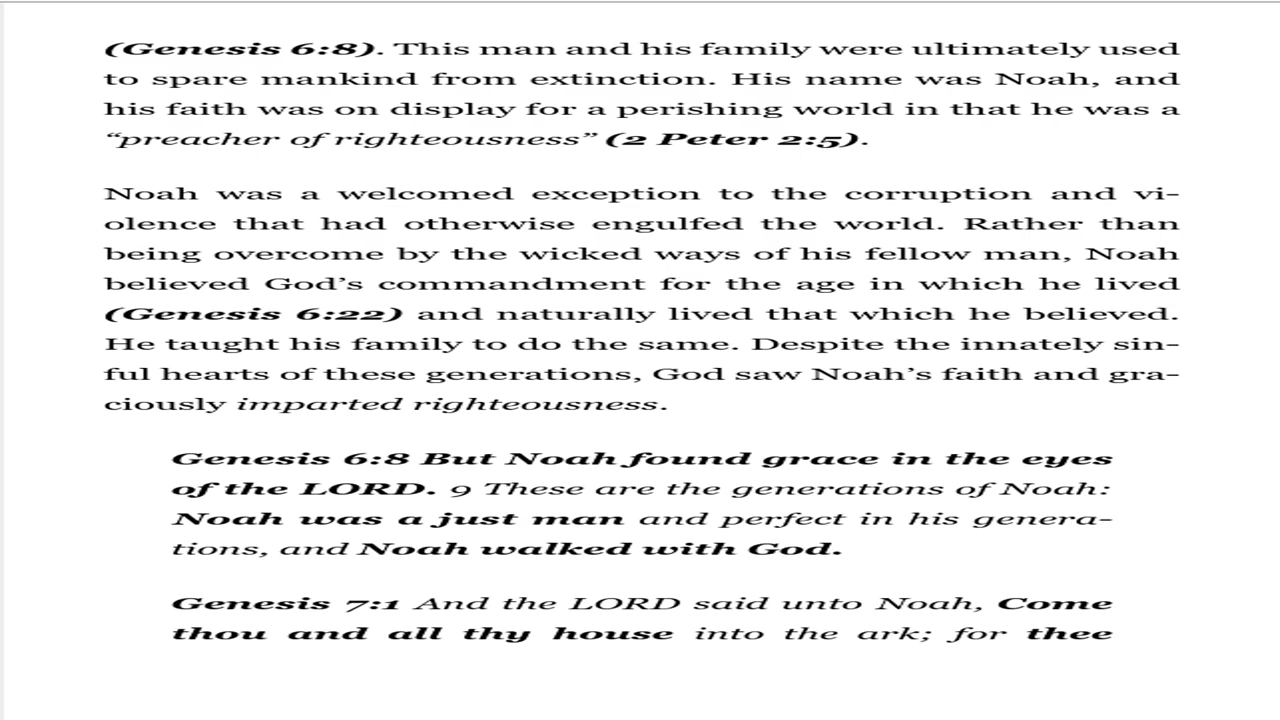 (Genesis 6:8). This man and his family were ultimately used
to spare mankind from extinction. His name was Noah, and
his faith was on display for a perishing world in that he was a
“preacher of righteousness” (2 Peter 2:5).
Noah was a welcomed exception to the corruption and vi-
olence that had otherwise engulfed the world. Rather than
being overcome by the wicked ways of his fellow man, Noah
believed God’s commandment for the age in which he lived
(Genesis 6:22) and naturally lived that which he believed.
He taught his family to do the same. Despite the innately sin-
ful hearts of these generations, God saw Noah’s faith and gra-
ciously imparted righteousness.
Genesis 6:8 But Noah found grace in the eyes
of the LORD. 9 These are the generations of Noah:
Noah was a just man and perfect in his genera-
tions, and Noah walked with God.
Genesis 7:1 And the LORD said unto Noah, Come
thou and all thy house into the ark; for thee